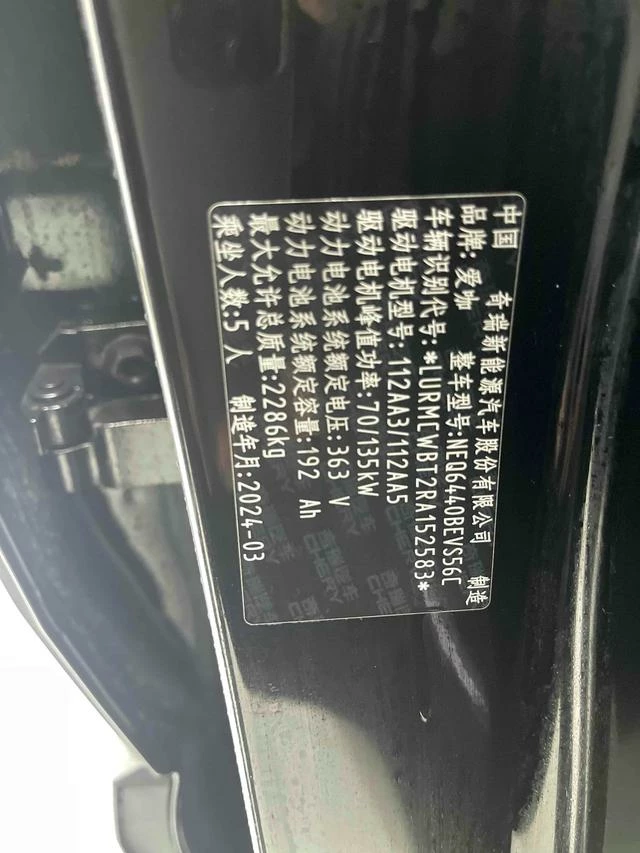 中国 奇瑞新能源汽车股份有限公司 制造
品牌: 爱咖 整车型号:NEQ6440BEVS56C
车辆识别代号:*LURMCWBT2RA152583*
驱动电机型号:112AA3/112AA5
驱动电机峰值功率:70/135kW
动力电池系统额定电压:363 V
动力电池系统额定容量:192 Ah
最大允许总质量:2286kg
乘坐人数:5 人 制造年月:2024-03